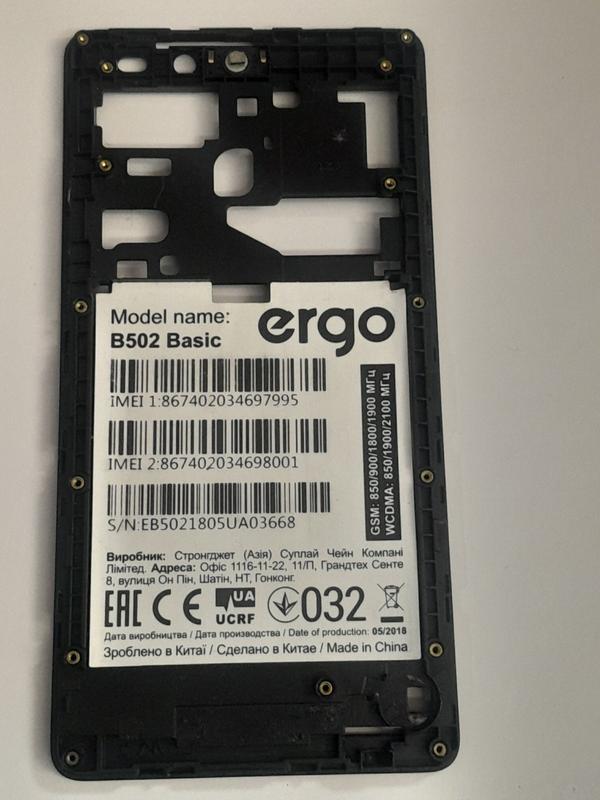 Model name:
ergo
B502 Basic
IMEI 1:867402034697995
IMEI 2:867402034698001
S/N:EB5021805UA03668
GSM: 850/900/1800/1900 МГц
WCDMA: 850/1900/2100 МГц
Виробник: Стронгджет (Азія) Суплай Чейн Компані
Лімітед. Адреса: Офіс 1116-11-22, 11/П, Грандтех Сенте
8, вулиця Он Пін, Шатін, НТ, Гонконг.
EAC CE UA UCRF 032
Дата виробництва / Дата производства / Date of production: 05/2018
Зроблено в Китаї / Сделано в Китае / Made in China